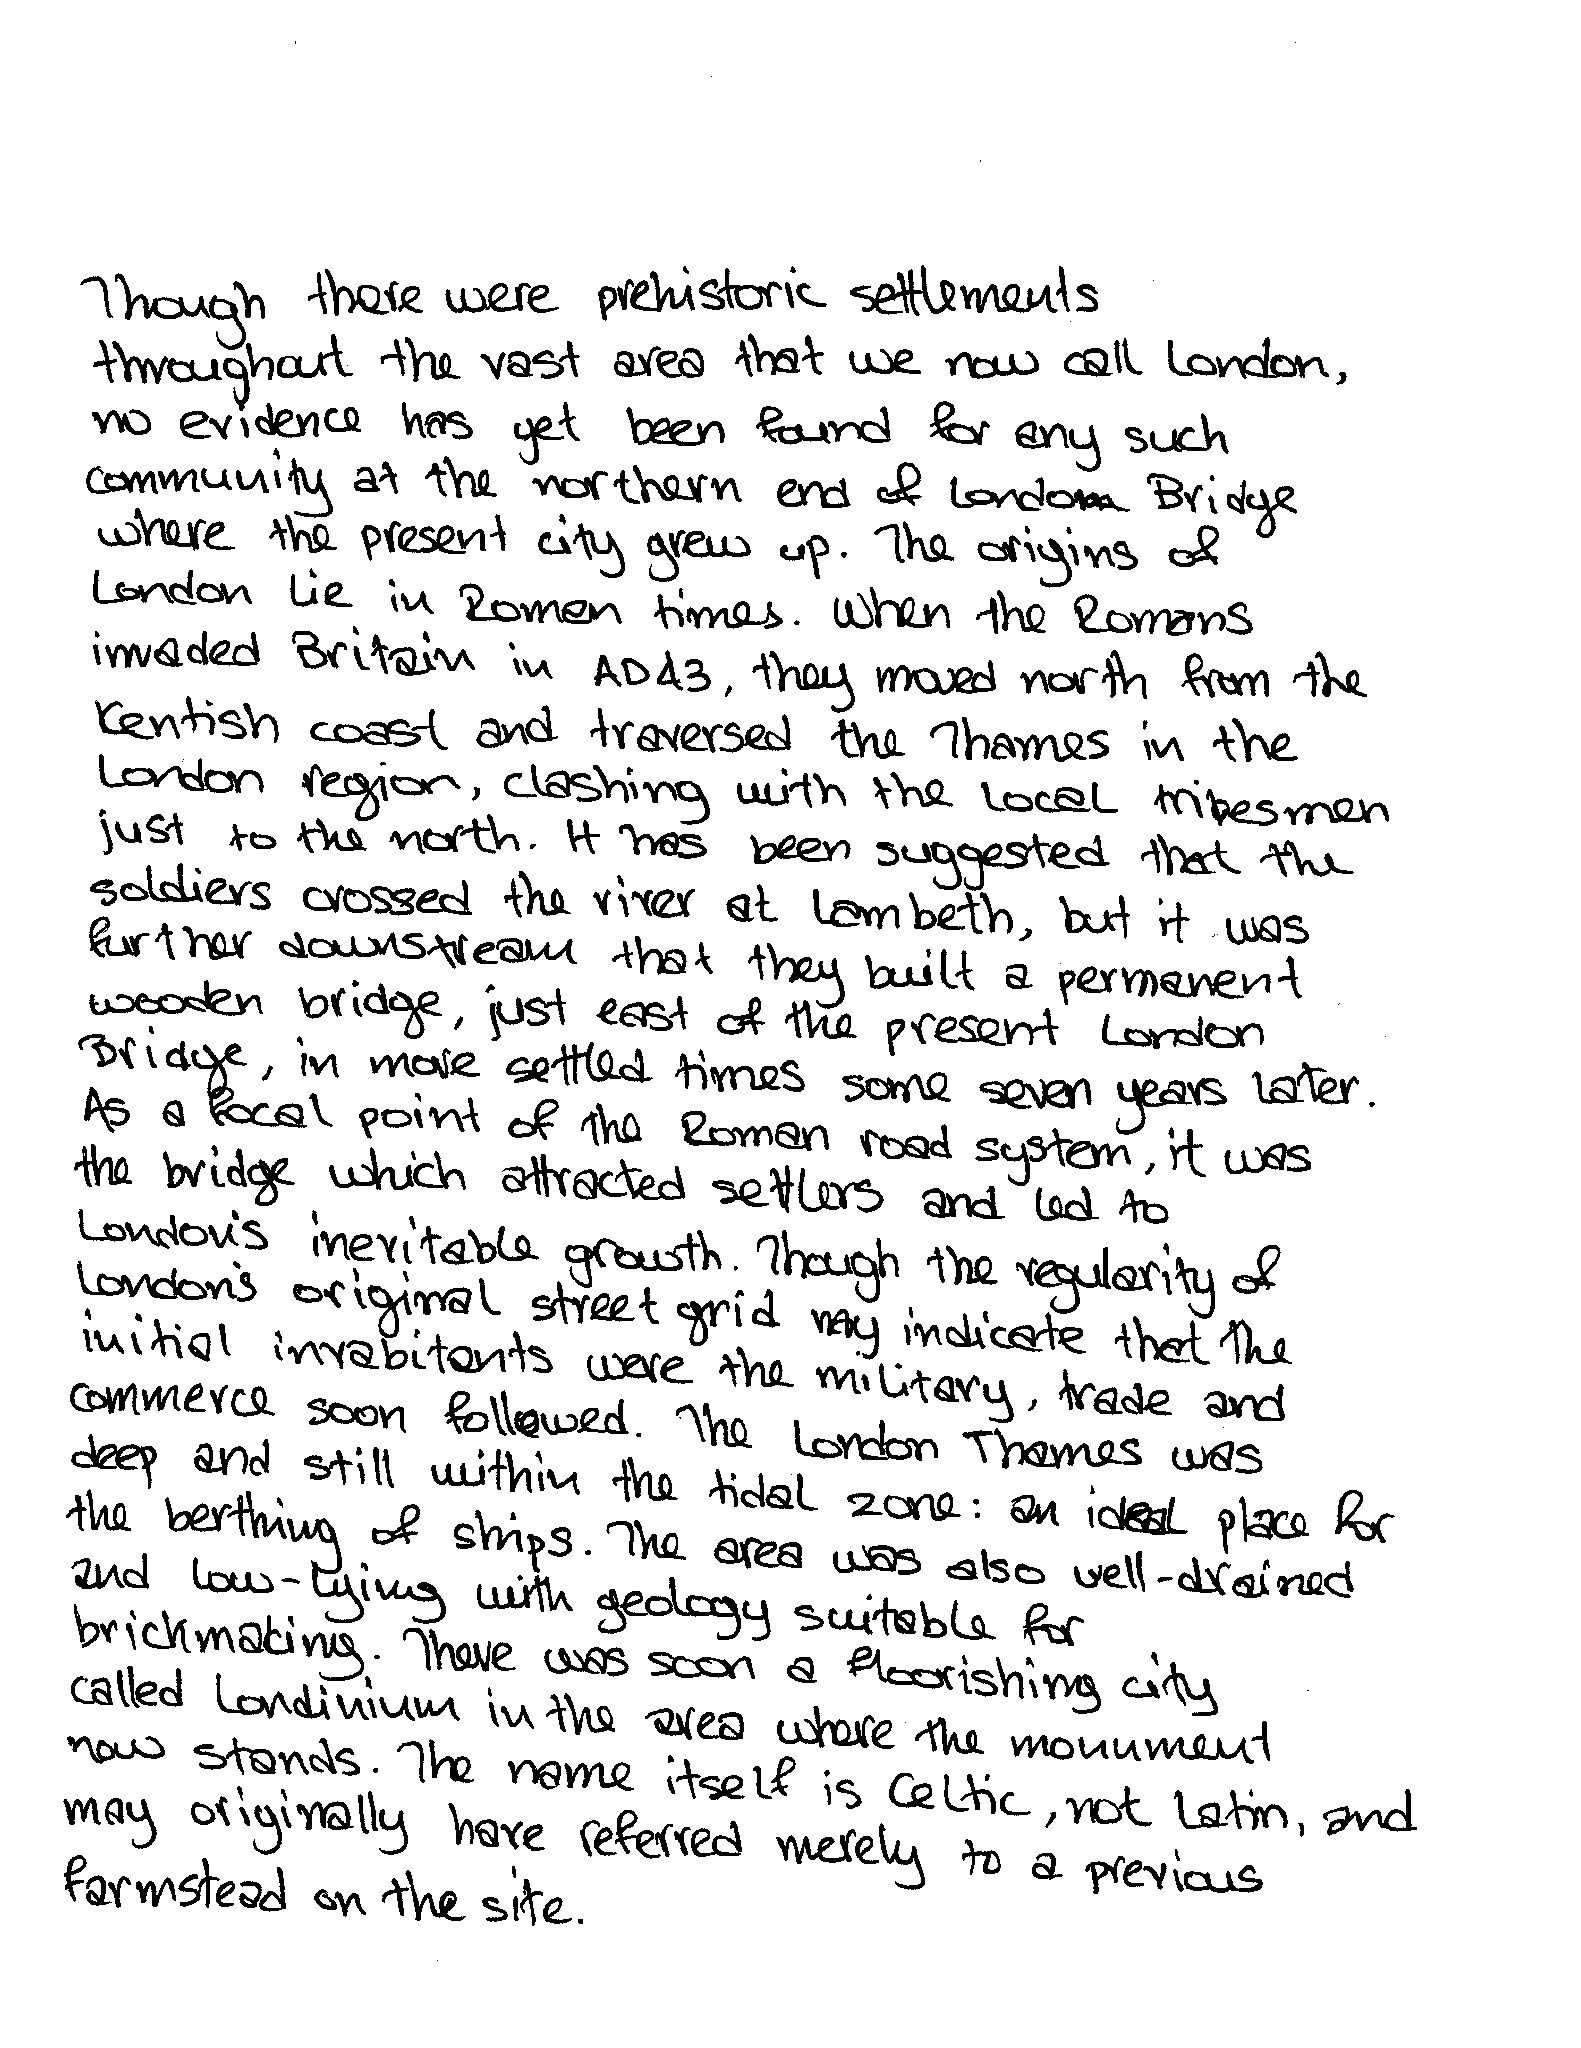 Though there were prehistoric settlements
throughout the vast area that we now call London,
no evidence has yet been found for any such
community at the northern end of London Bridge
where the present city grew up. The origins of
London lie in Roman times. When the Romans
invaded Britain in AD43, they moved north from the
Kentish coast and traversed the Thames in the
London region, clashing with the local tribesmen
just to the north. It has been suggested that the
soldiers crossed the river at Lambeth, but it was
further downstream that they built a permanent
wooden bridge, just east of the present London
Bridge, in more settled times some seven years later.
As a focal point of the Roman road system, it was
the bridge which attracted settlers and led to
London's inevitable growth. Though the regularity of
London's original street grid may indicate that the
initial invabitants were the military, trade and
commerce soon followed. The London Thames was
deep and still within the tidal zone: an ideal place for
the berthing of ships. The area was also well-drained
and low-lying with geology suitable for
brickmaking. There was soon a floorishing city
called Londinium in the area where the monument
now stands. The name itself is Celtic, not Latin, and
may originally have referred merely to a previous
farmstead on the site.